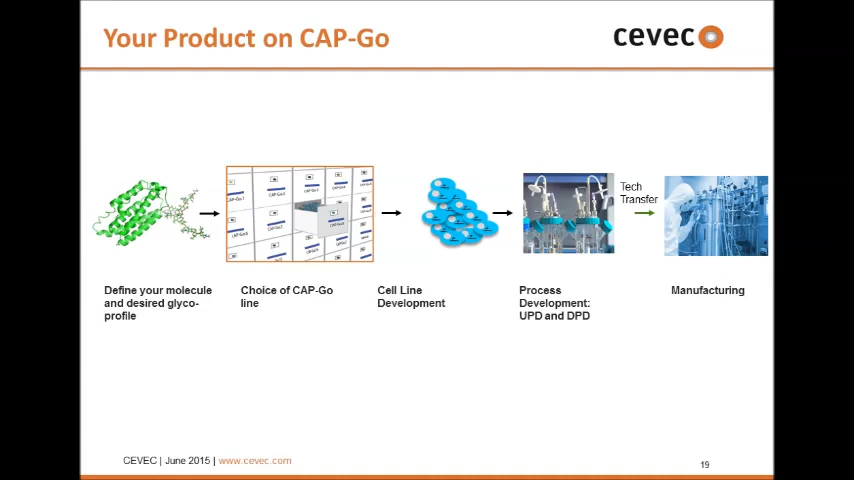 Your Product on CAP-Go
cevec
Tech
Transfer
Define your molecule
and desired glyco-
profile
Choice of CAP-Go
line
Cell Line
Development
Process
Development:
UPD and DPD
Manufacturing
CEVEC | June 2015 | www.cevec.com
19